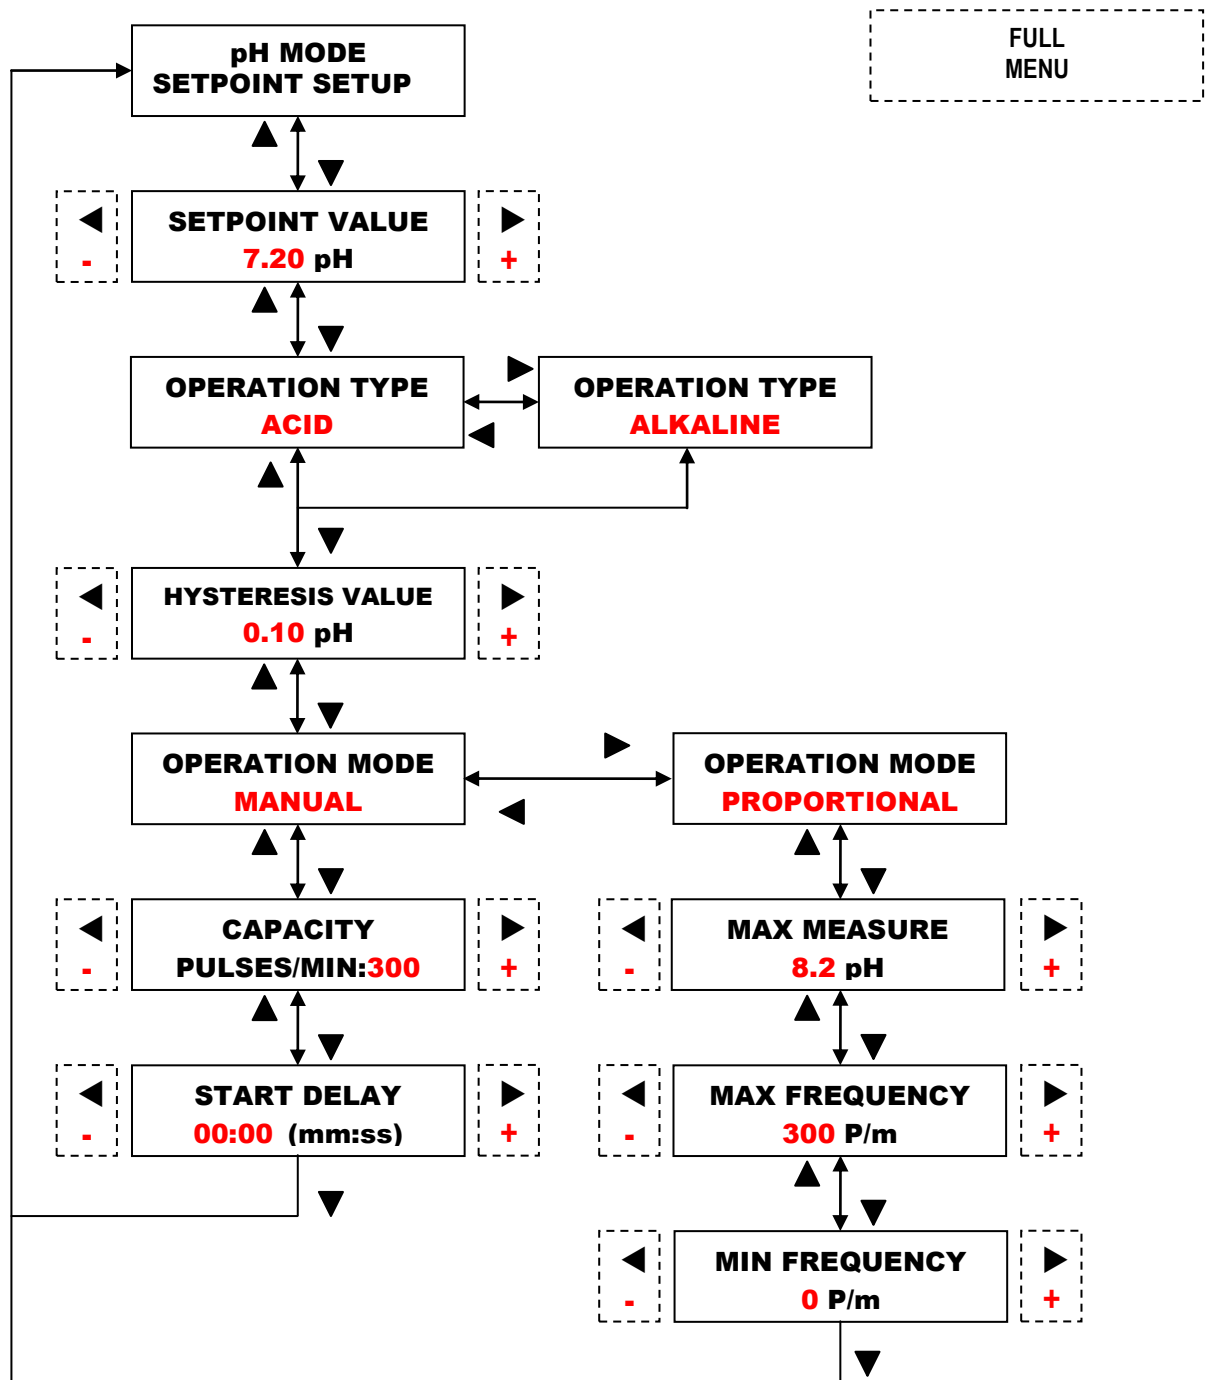 FULL
MENU
pH MODE
SETPOINT SETUP
SETPOINT VALUE
7.20 pH
-
+
OPERATION TYPE
ACID
OPERATION TYPE
ALKALINE
HYSTERESIS VALUE
0.10 pH
-
+
OPERATION MODE
MANUAL
OPERATION MODE
PROPORTIONAL
CAPACITY
PULSES/MIN:300
-
+
MAX MEASURE
8.2 pH
-
+
START DELAY
00:00 (mm:ss)
-
+
MAX FREQUENCY
300 P/m
-
+
MIN FREQUENCY
0 P/m
-
+